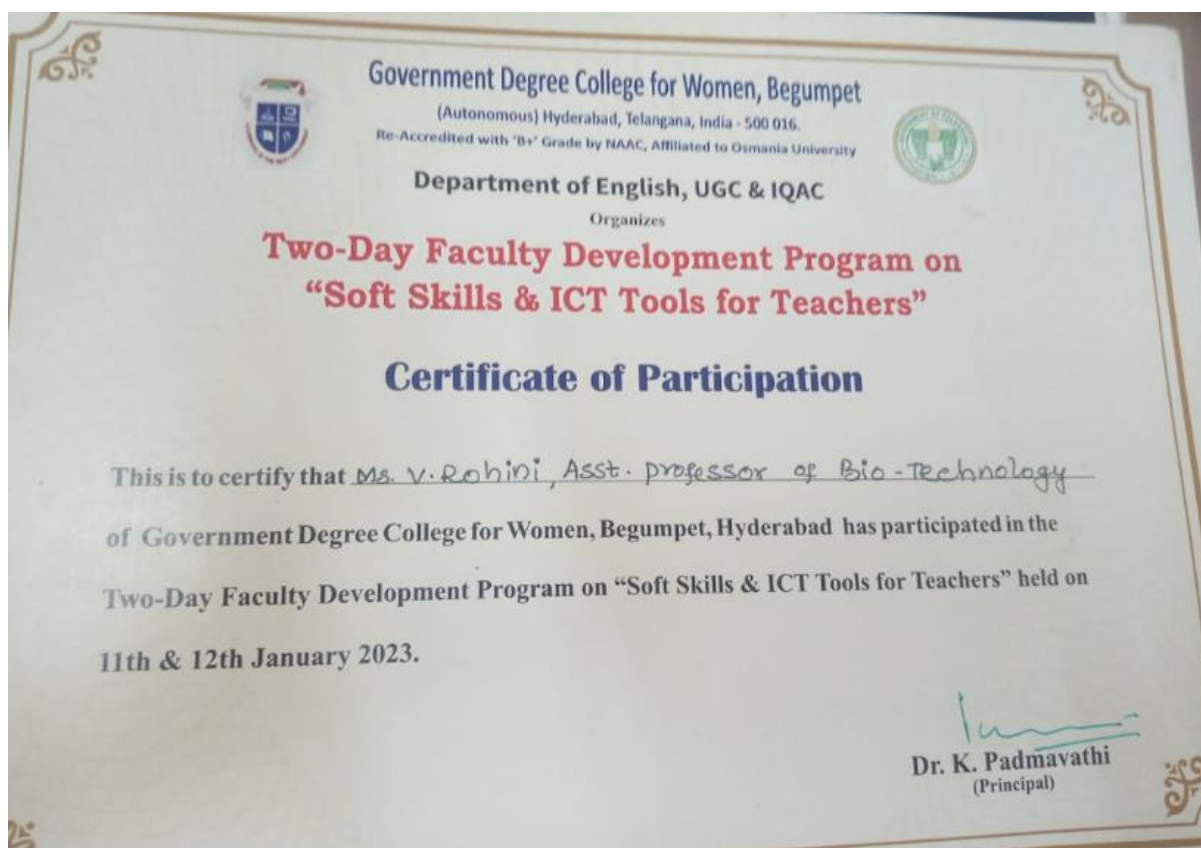 Government Degree College for Women, Begumpet
(Autonomous) Hyderabad, Telangana, India - 500 016.
Re-Accredited with 'B+' Grade by NAAC, Affiliated to Osmania University
Department of English, UGC & IQAC
Organizes
Two-Day Faculty Development Program on
“Soft Skills & ICT Tools for Teachers”
Certificate of Participation
This is to certify that Ms. V. Rohini, Asst. professor of Bio-Technology
of Government Degree College for Women, Begumpet, Hyderabad has participated in the
Two-Day Faculty Development Program on “Soft Skills & ICT Tools for Teachers” held on
11th & 12th January 2023.
Dr. K. Padmavathi
(Principal)